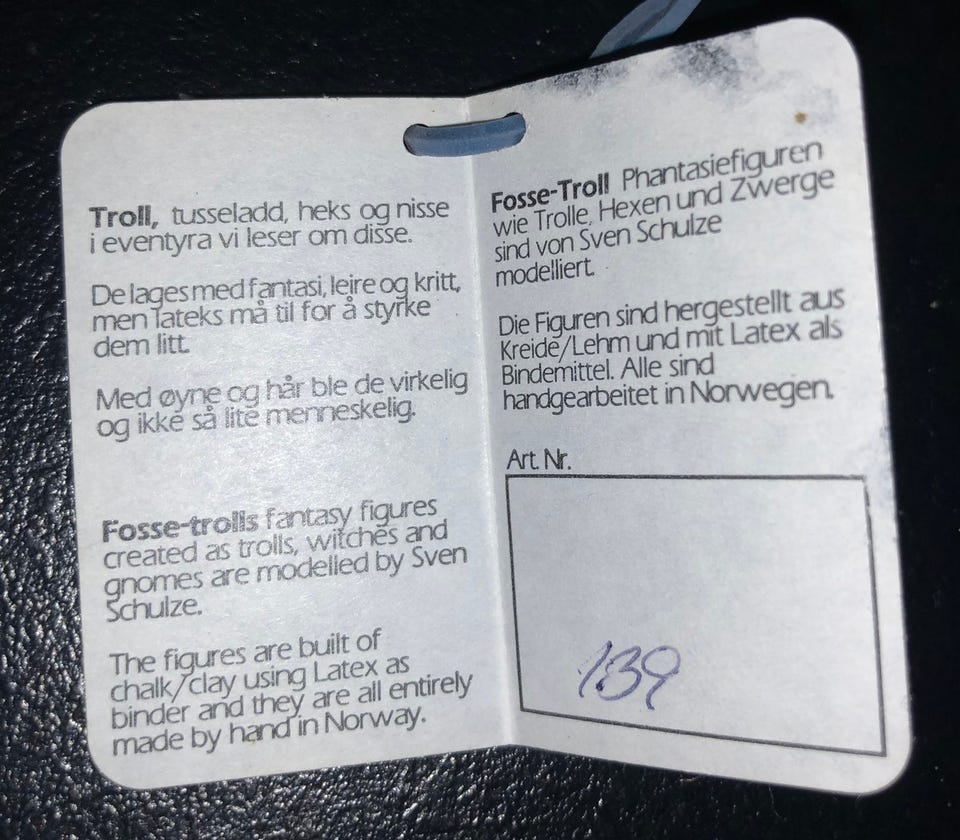 Troll, tusseladd, heks og nisse
i eventyra vi leser om disse.
De lages med fantasi, leire og kritt,
men lateks må til for å styrke
dem litt.
Med øyne og hår ble de virkelig
og ikke så lite menneskelig.
Fosse-trolls fantasy figures
created as trolls, witches and
gnomes are modelled by Sven
Schulze.
The figures are built of
chalk/clay using Latex as
binder and they are all entirely
made by hand in Norway.
Fosse-Troll Phantasiefiguren
wie Trolle, Hexen und Zwerge
sind von Sven Schulze
modelliert.
Die Figuren sind hergestellt aus
Kreide/Lehm und mit Latex als
Bindemittel. Alle sind
handgearbeitet in Norwegen.
Art. Nr.
139